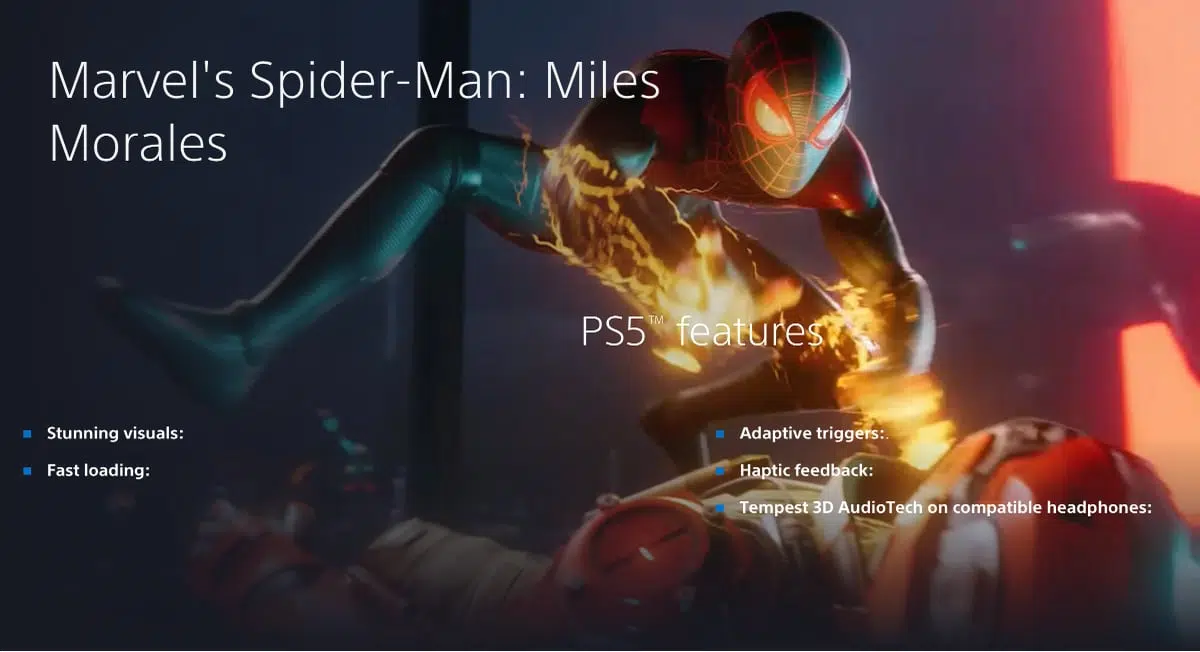 Marvel's Spider-Man: Miles
Morales
PS5™ features
Stunning visuals:
Fast loading:
Adaptive triggers:.
Haptic feedback:
Tempest 3D AudioTech on compatible headphones: